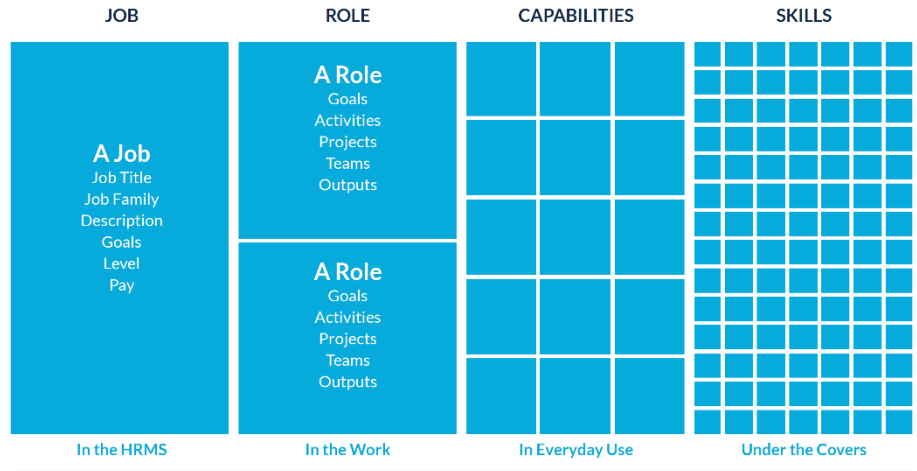 JOB
ROLE
CAPABILITIES
SKILLS
A Job
Job Title
Job Family
Description
Goals
Level
Pay
A Role
Goals
Activities
Projects
Teams
Outputs
A Role
Goals
Activities
Projects
Teams
Outputs
In the HRMS
In the Work
In Everyday Use
Under the Covers